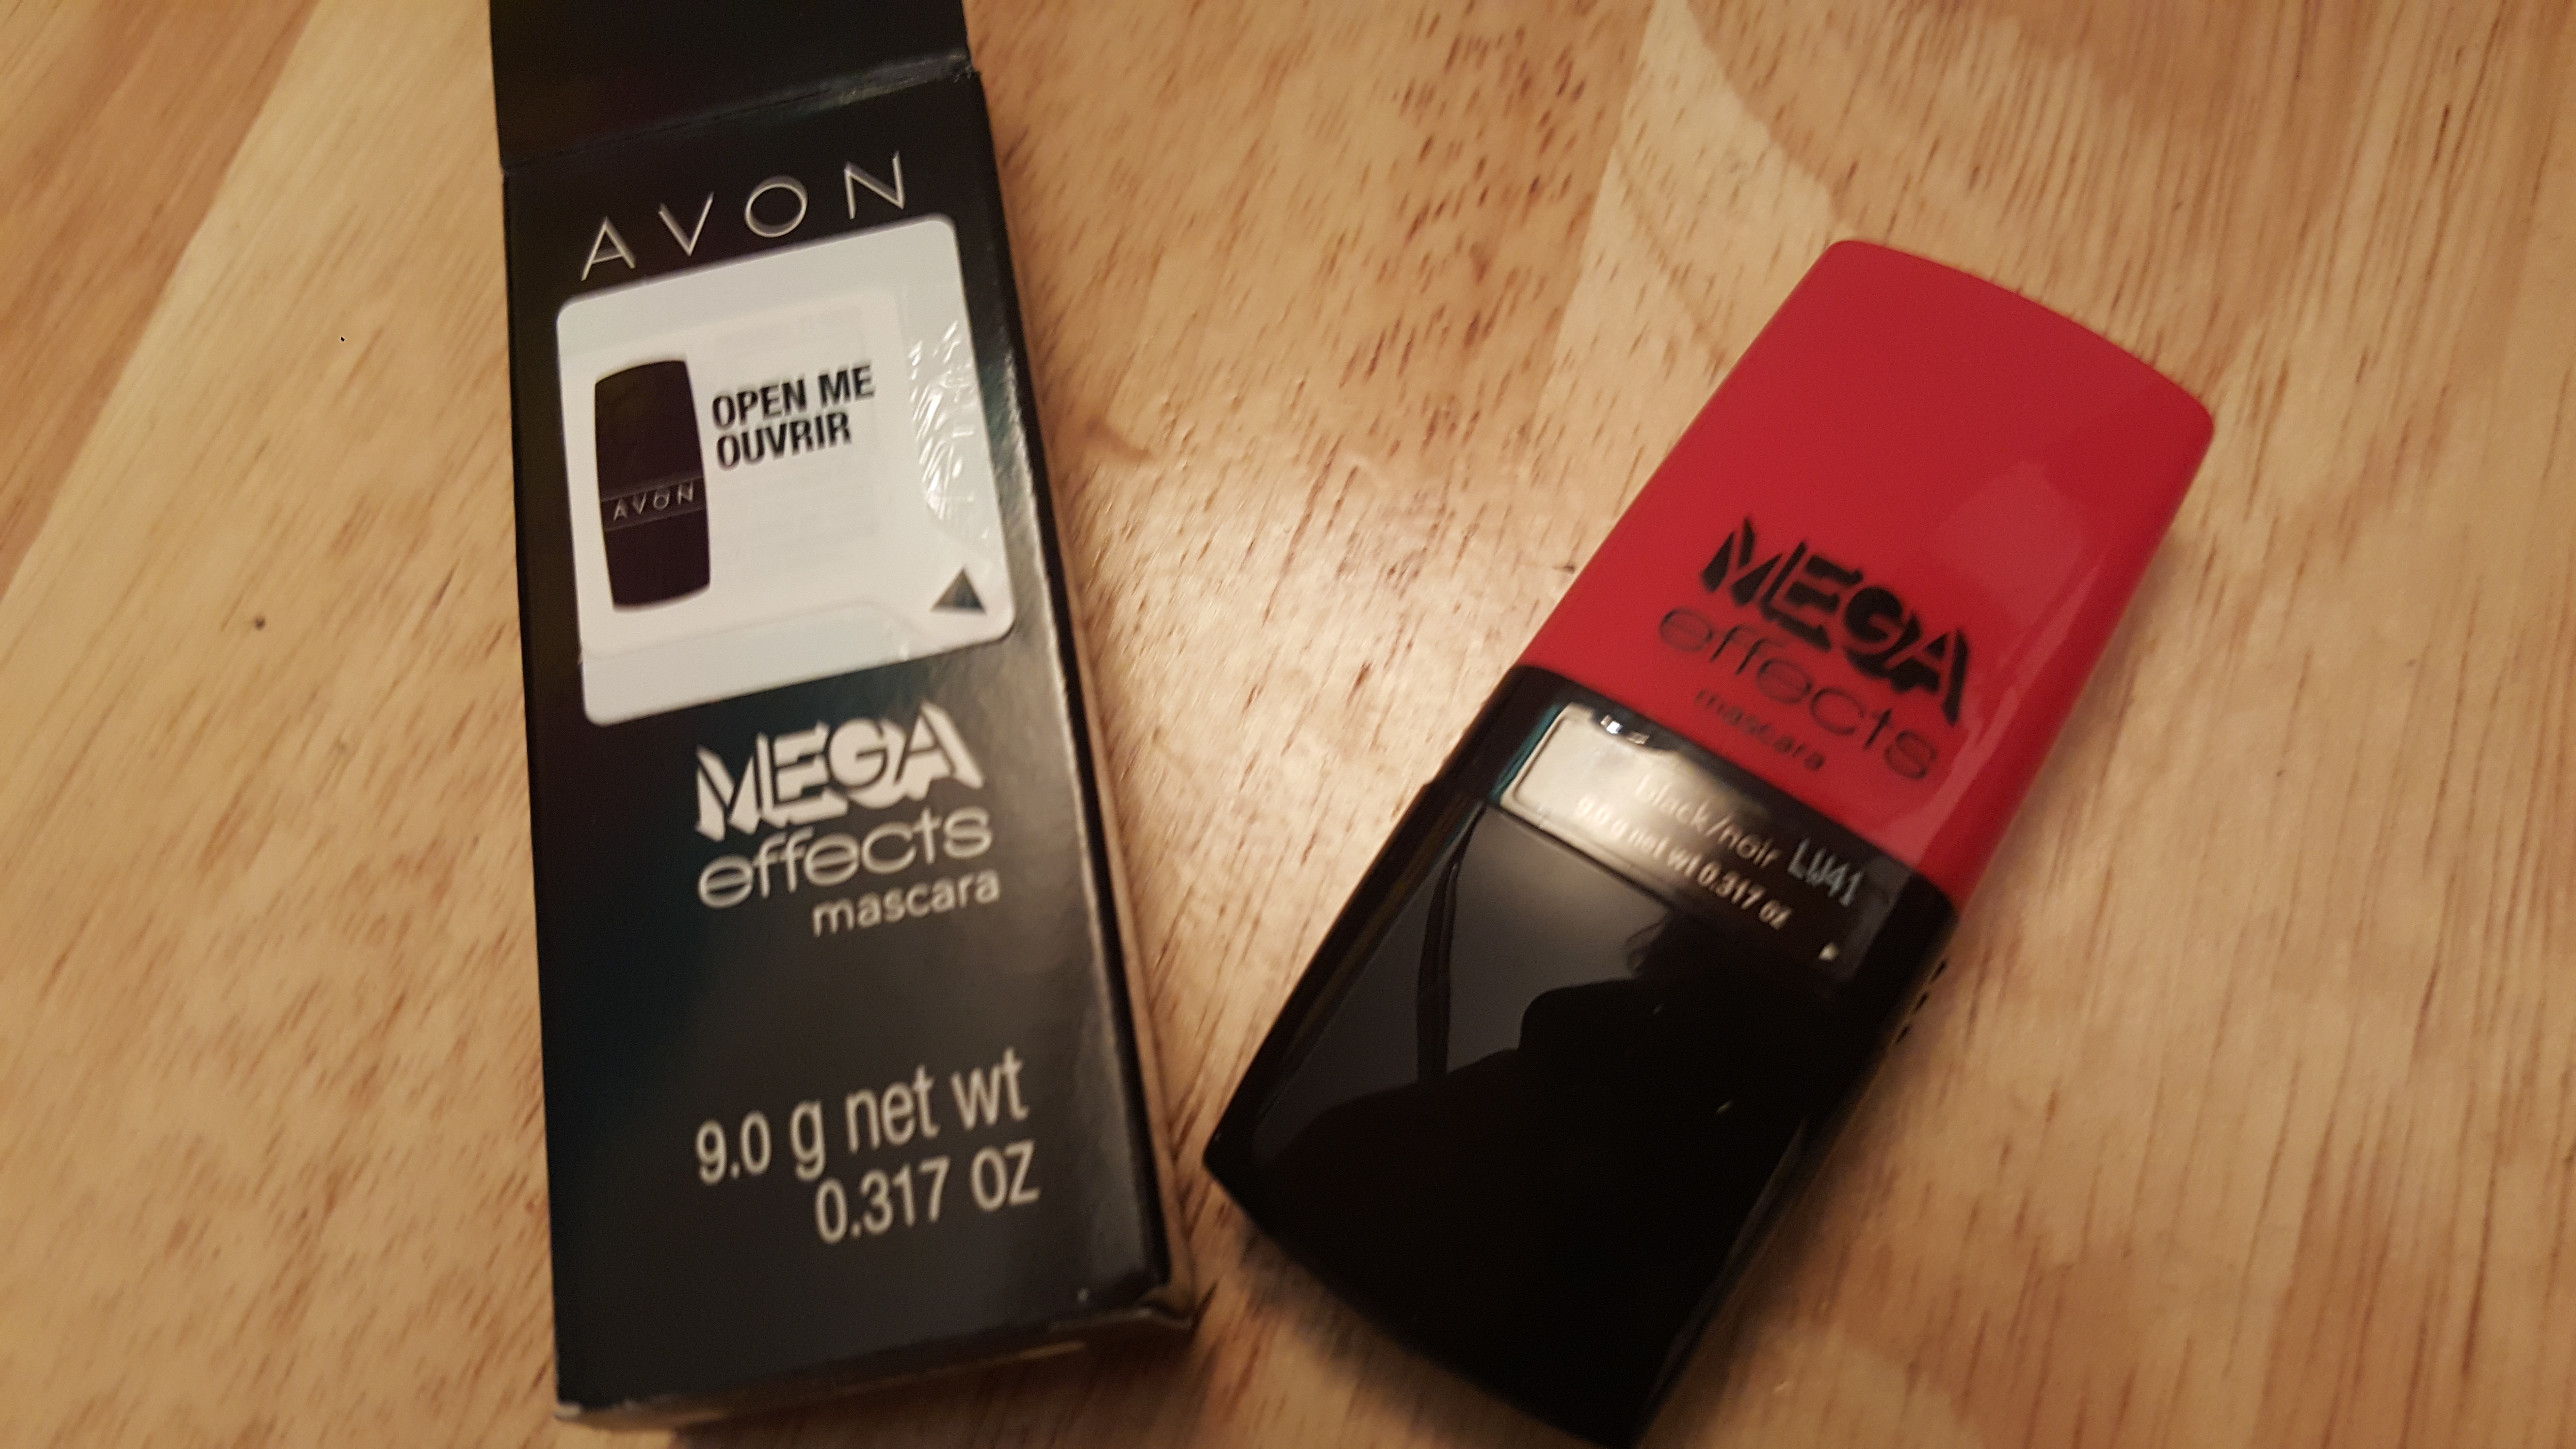 AVON
OPEN ME
OUVRIR
AVON
MEGA
effects
mascara
9.0 g net wt
0.317 oz
MEGA
effects
mascara
black/noir LU41
9.0 g net wt 0.317 oz